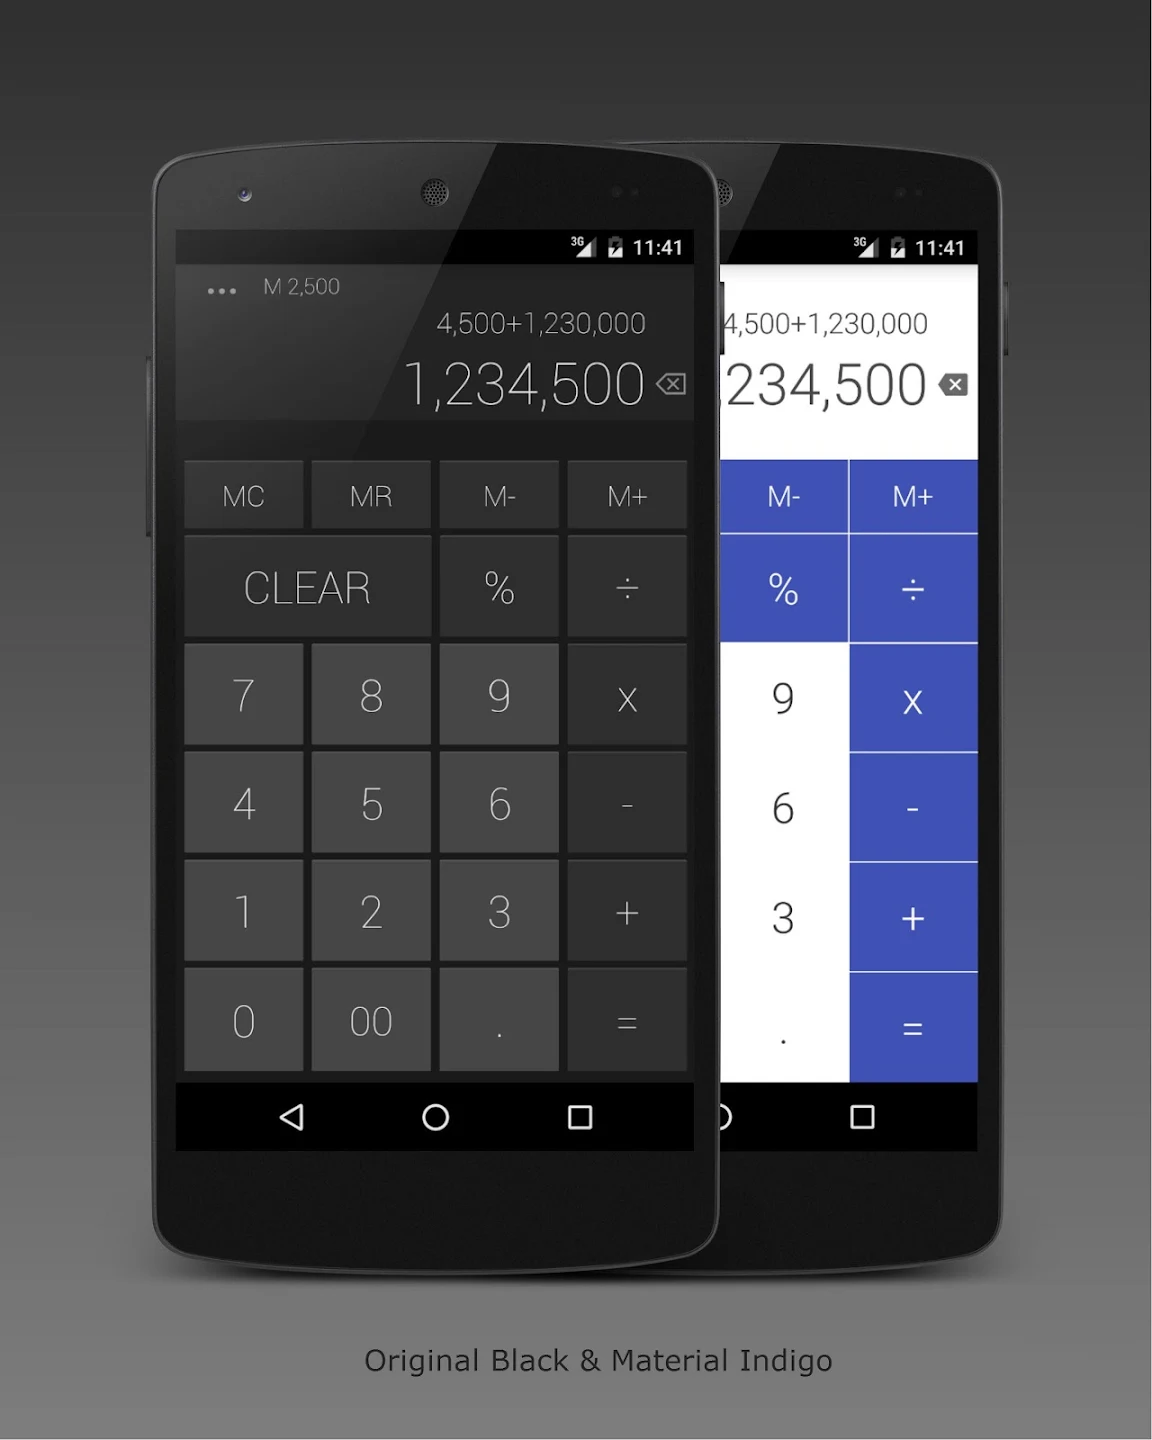 3G 11:41
M 2,500
4,500+1,230,000
1,234,500
MC MR M- M+
CLEAR % ÷
7 8 9 x
4 5 6 -
1 2 3 +
0 00 . =
3G 11:41
4,500+1,230,000
,234,500
M- M+
% ÷
9 x
6 -
3 +
. =
Original Black & Material Indigo